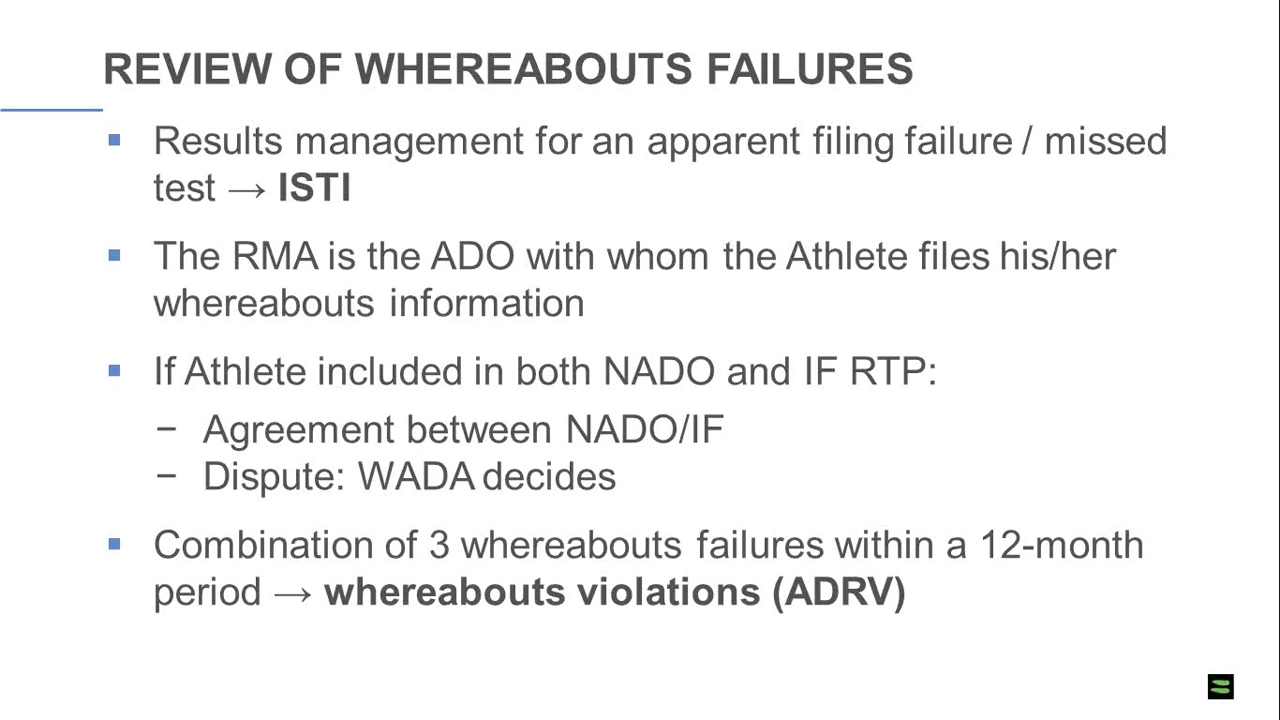 REVIEW OF WHEREABOUTS FAILURES
▪ Results management for an apparent filing failure / missed
test → ISTI
▪ The RMA is the ADO with whom the Athlete files his/her
whereabouts information
▪ If Athlete included in both NADO and IF RTP:
− Agreement between NADO/IF
− Dispute: WADA decides
▪ Combination of 3 whereabouts failures within a 12-month
period → whereabouts violations (ADRV)